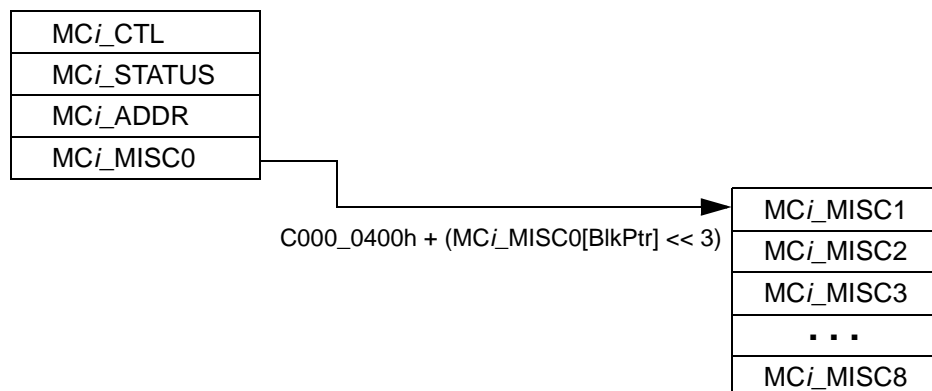 MCi_CTL
MCi_STATUS
MCi_ADDR
MCi_MISC0
C000_0400h + (MCi_MISC0[BlkPtr] << 3)
MCi_MISC1
MCi_MISC2
MCi_MISC3
. . .
MCi_MISC8